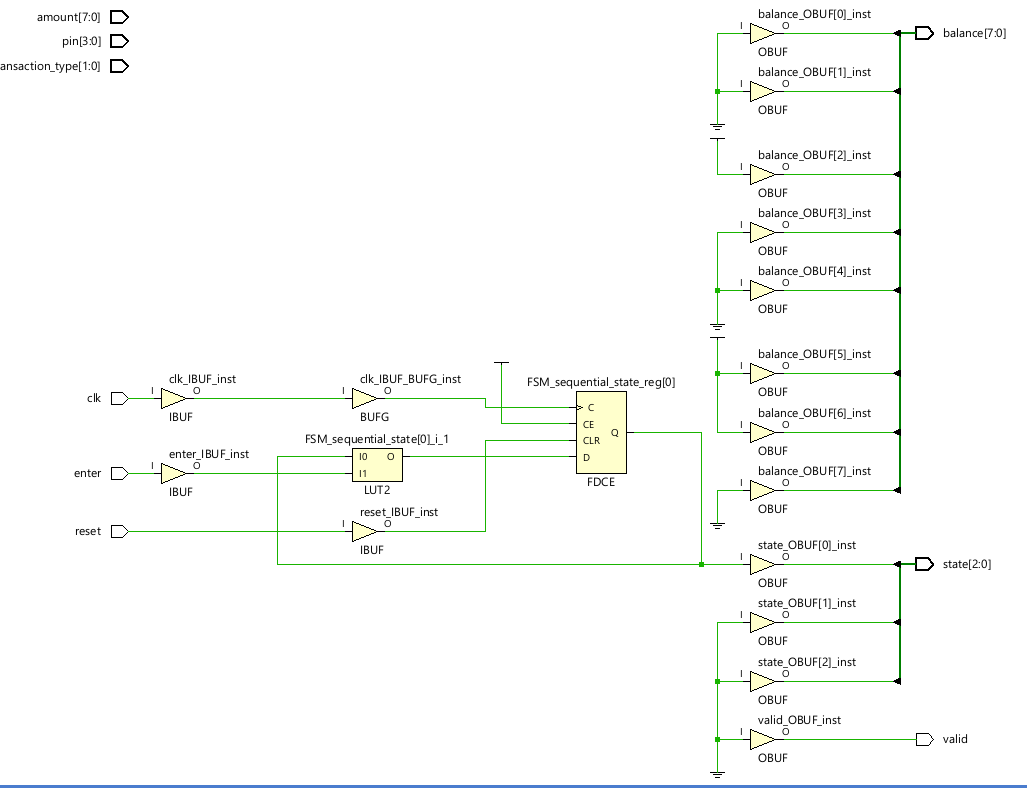 amount[7:0]
pin[3:0]
ansaction_type[1:0]
balance_OBUF[0]_inst
I
O
OBUF
balance[7:0]
balance_OBUF[1]_inst
I
O
OBUF
balance_OBUF[2]_inst
I
O
OBUF
balance_OBUF[3]_inst
I
O
OBUF
balance_OBUF[4]_inst
I
O
OBUF
balance_OBUF[5]_inst
I
O
OBUF
balance_OBUF[6]_inst
I
O
OBUF
balance_OBUF[7]_inst
I
O
OBUF
clk
clk_IBUF_inst
I
O
IBUF
clk_IBUF_BUFG_inst
I
O
BUFG
FSM_sequential_state_reg[0]
C
CE
CLR
D
Q
FDCE
enter
enter_IBUF_inst
I
O
IBUF
FSM_sequential_state[0]_i_1
I0
O
I1
LUT2
reset
reset_IBUF_inst
I
O
IBUF
state_OBUF[0]_inst
I
O
OBUF
state[2:0]
state_OBUF[1]_inst
I
O
OBUF
state_OBUF[2]_inst
I
O
OBUF
valid_OBUF_inst
I
O
OBUF
valid